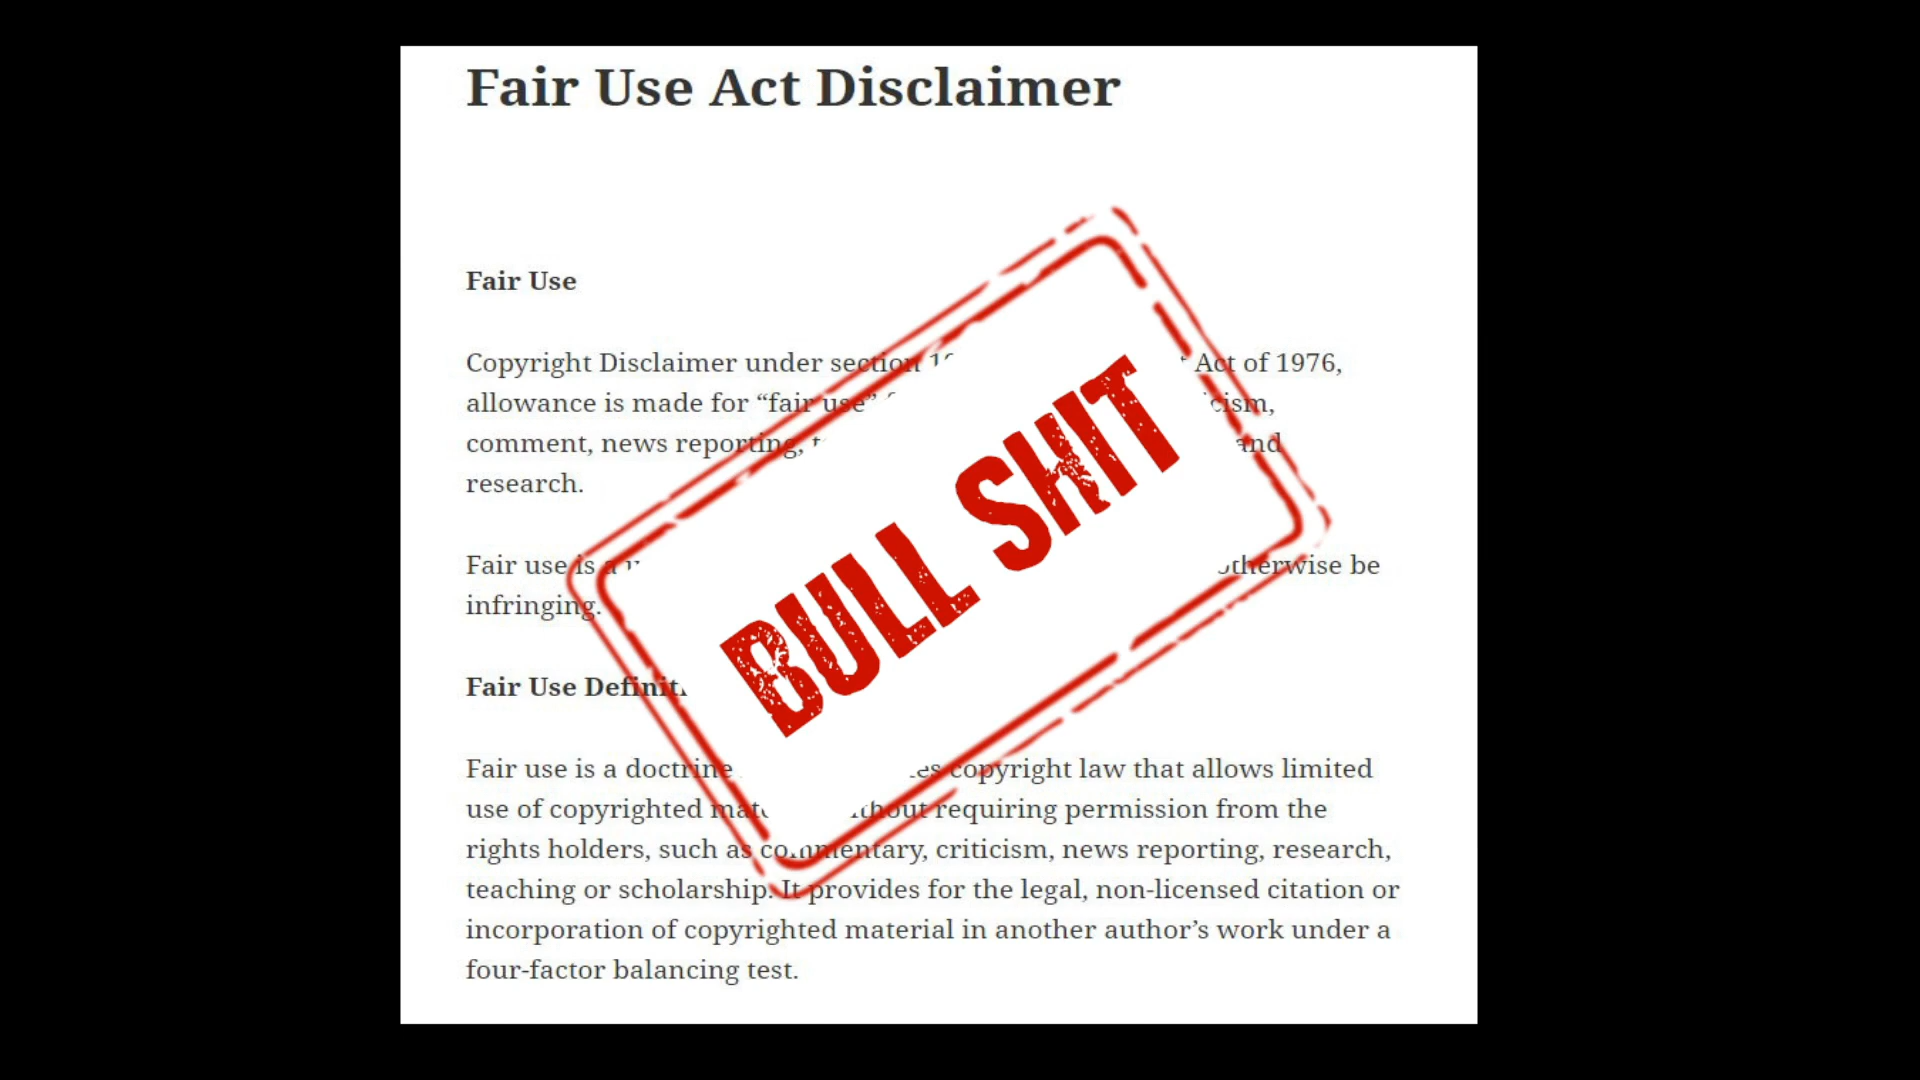 Fair Use Act Disclaimer
Fair Use
Copyright Disclaimer under section Act of 1976,
allowance is made for “fair use”
comment, news reporting, and
research.
Fair use is a otherwise be
infringing.
Fair Use
BULL SHIT
Fair use is a doctrine copyright law that allows limited
use of copyrighted requiring permission from the
rights holders, such as commentary, criticism, news reporting, research,
teaching or scholarship. It provides for the legal, non-licensed citation or
incorporation of copyrighted material in another author’s work under a
four-factor balancing test.